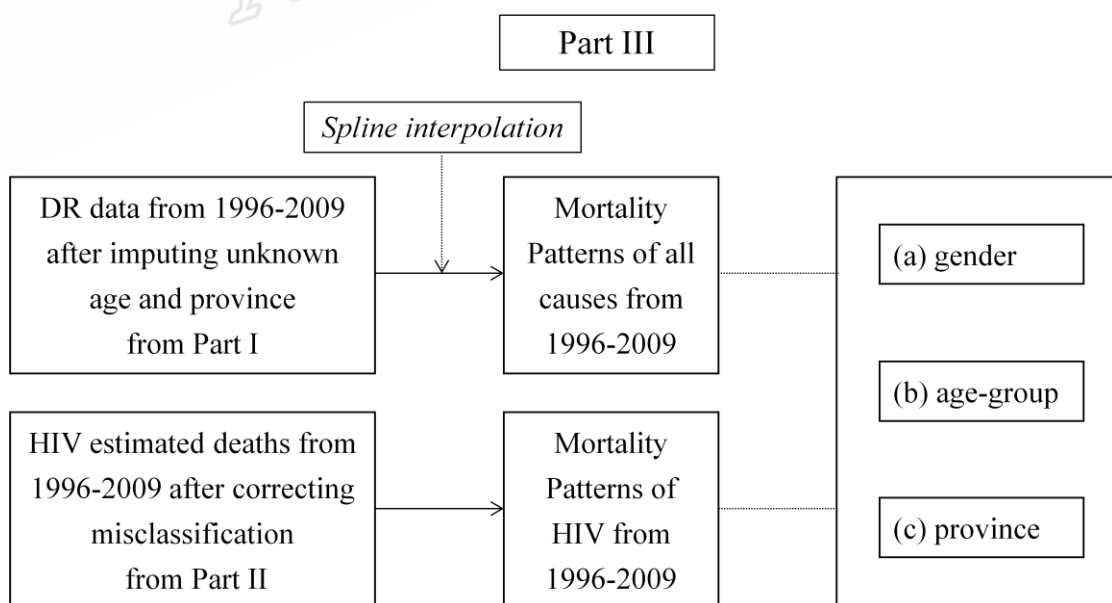 Part III
Spline interpolation
DR data from 1996-2009
after imputing unknown
age and province
from Part I
Mortality
Patterns of all
causes from
1996-2009
(a) gender
(b) age-group
(c) province
HIV estimated deaths from
1996-2009 after correcting
misclassification
from Part II
Mortality
Patterns of
HIV from
1996-2009